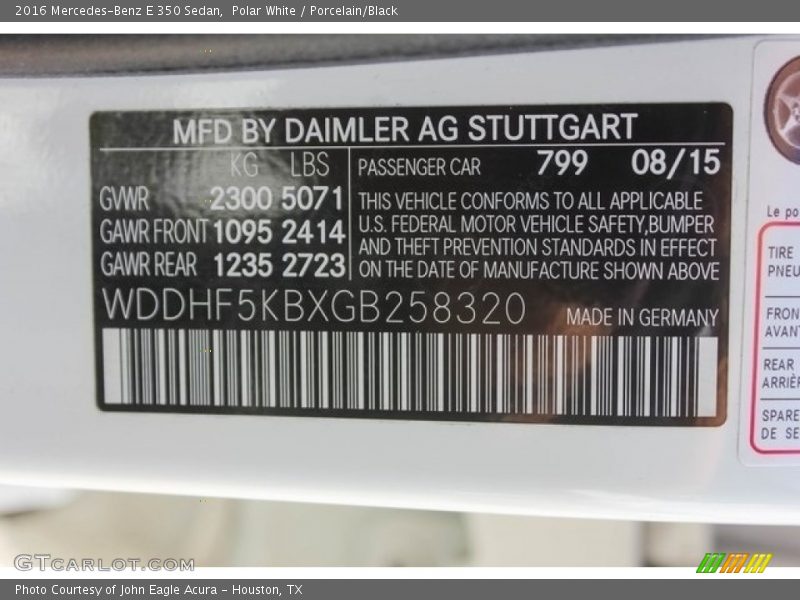 2016 Mercedes-Benz E 350 Sedan,  Polar White / Porcelain/Black
MFD BY DAIMLER AG STUTTGART
KG LBS
GVWR 2300 5071
GAWR FRONT 1095 2414
GAWR REAR 1235 2723
PASSENGER CAR 799 08/15
THIS VEHICLE CONFORMS TO ALL APPLICABLE
U.S. FEDERAL MOTOR VEHICLE SAFETY,BUMPER
AND THEFT PREVENTION STANDARDS IN EFFECT
ON THE DATE OF MANUFACTURE SHOWN ABOVE
WDDHF5KBXGB258320 MADE IN GERMANY
Le po
TIRE
PNEU
FRON
AVANT
REAR
ARRIÈR
SPARE
DE SE
GTcarlot.com
Photo Courtesy of John Eagle Acura - Houston, TX